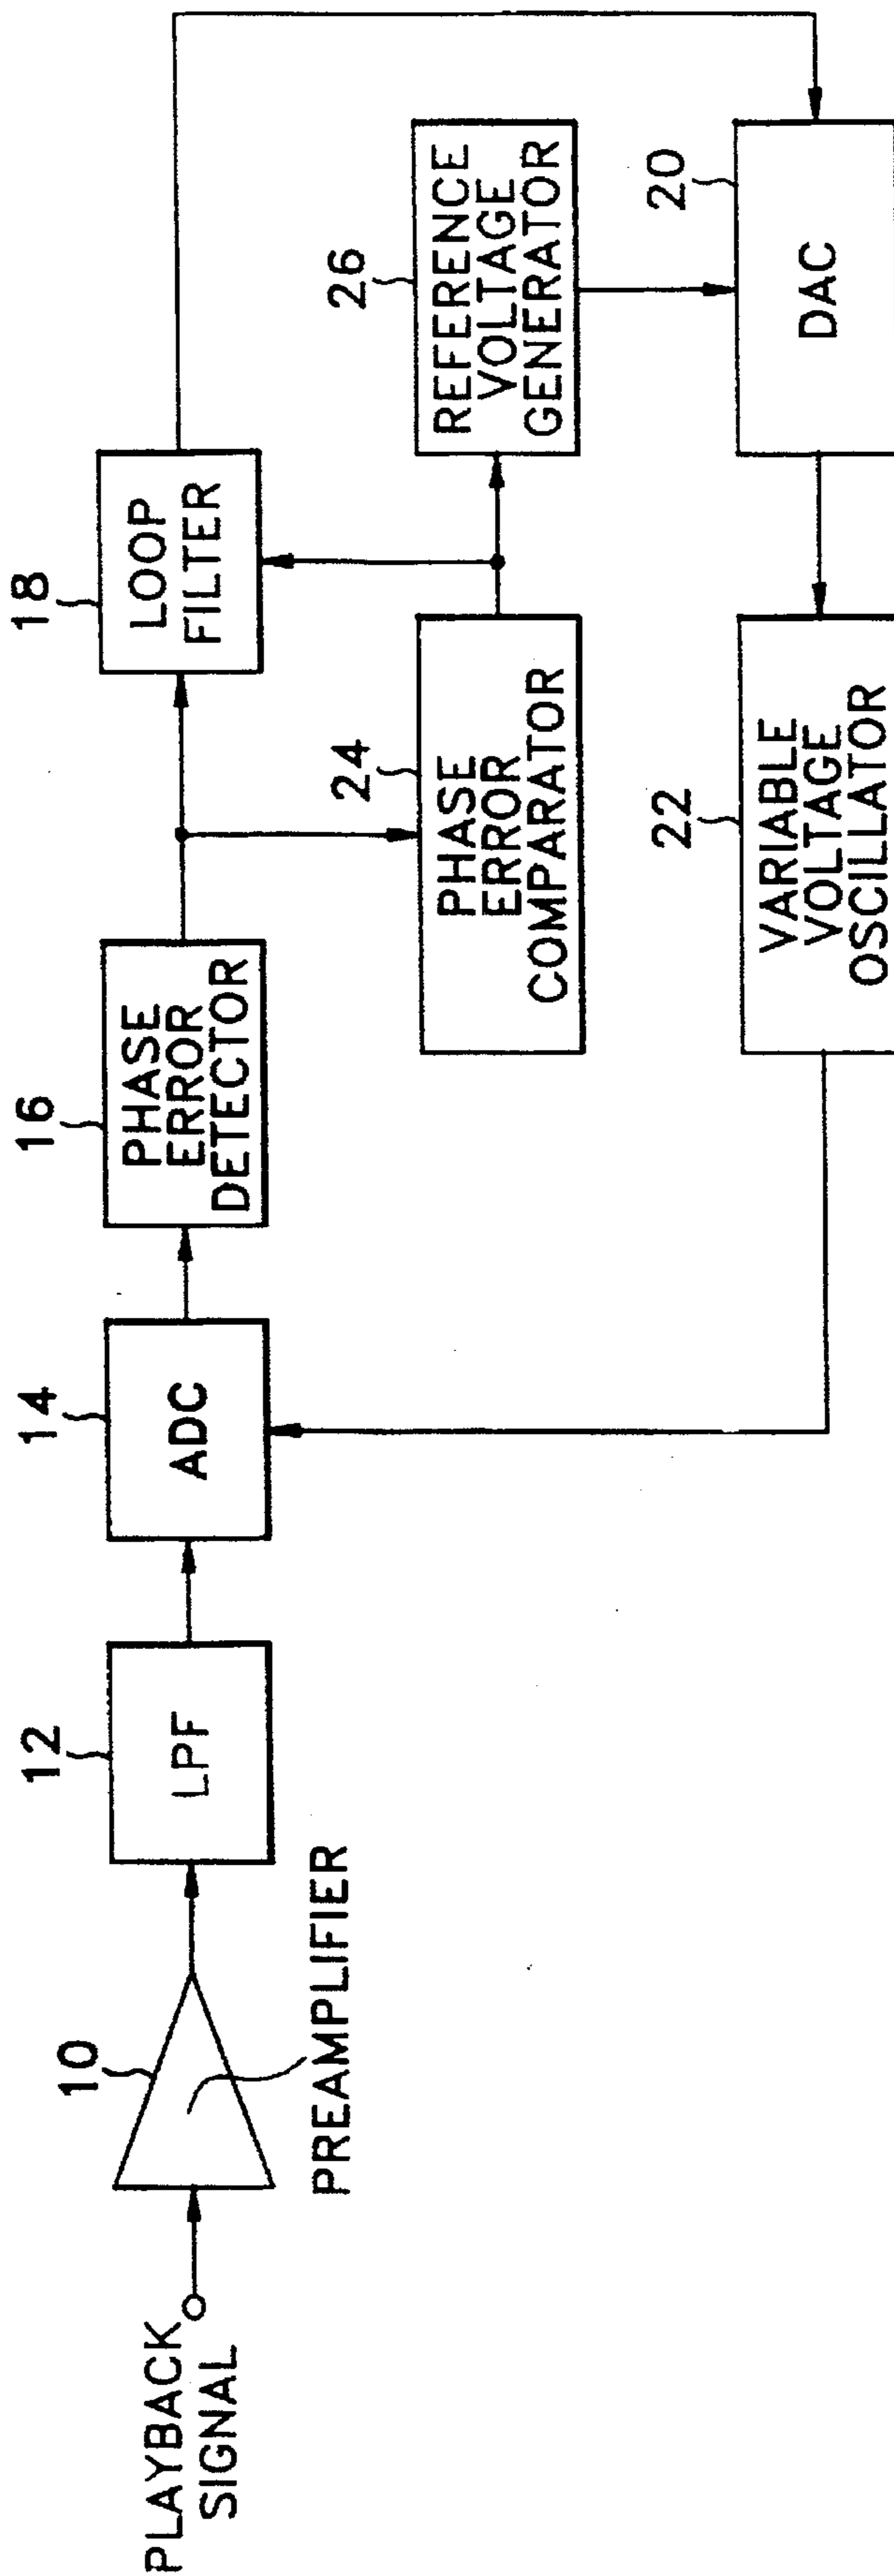 PLAYBACK
SIGNAL
10
PREAMPLIFIER
12
LPF
14
ADC
16
PHASE
ERROR
DETECTOR
18
LOOP
FILTER
24
PHASE
ERROR
COMPARATOR
26
REFERENCE
VOLTAGE
GENERATOR
22
VARIABLE
VOLTAGE
OSCILLATOR
20
DAC